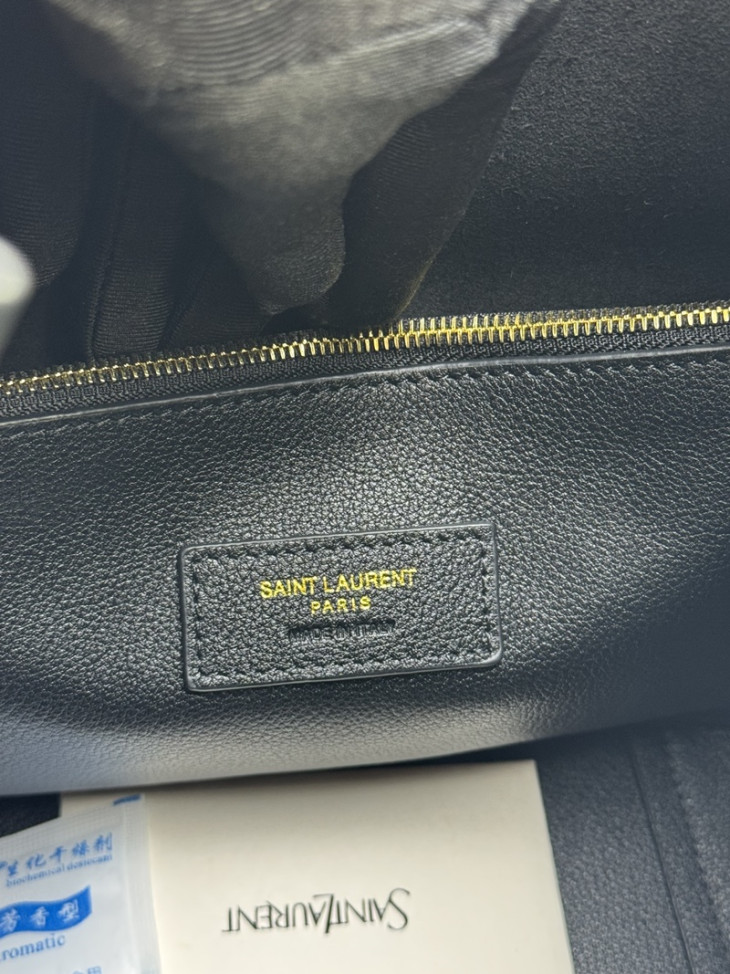 SAINT LAURENT
PARIS
MADE IN ITALY
生化干燥剂
biochemical desiccant
芳香型
romatic
SAINT LAURENT